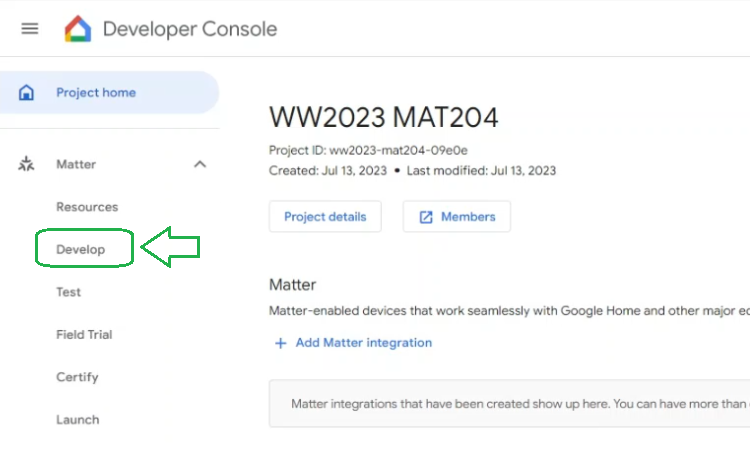 Developer Console
Project home
Matter
Resources
Develop
Test
Field Trial
Certify
Launch
WW2023 MAT204
Project ID: ww2023-mat204-09e0e
Created: Jul 13, 2023 • Last modified: Jul 13, 2023
Project details
Members
Matter
Matter-enabled devices that work seamlessly with Google Home and other major
+ Add Matter integration
Matter integrations that have been created show up here. You can have more than